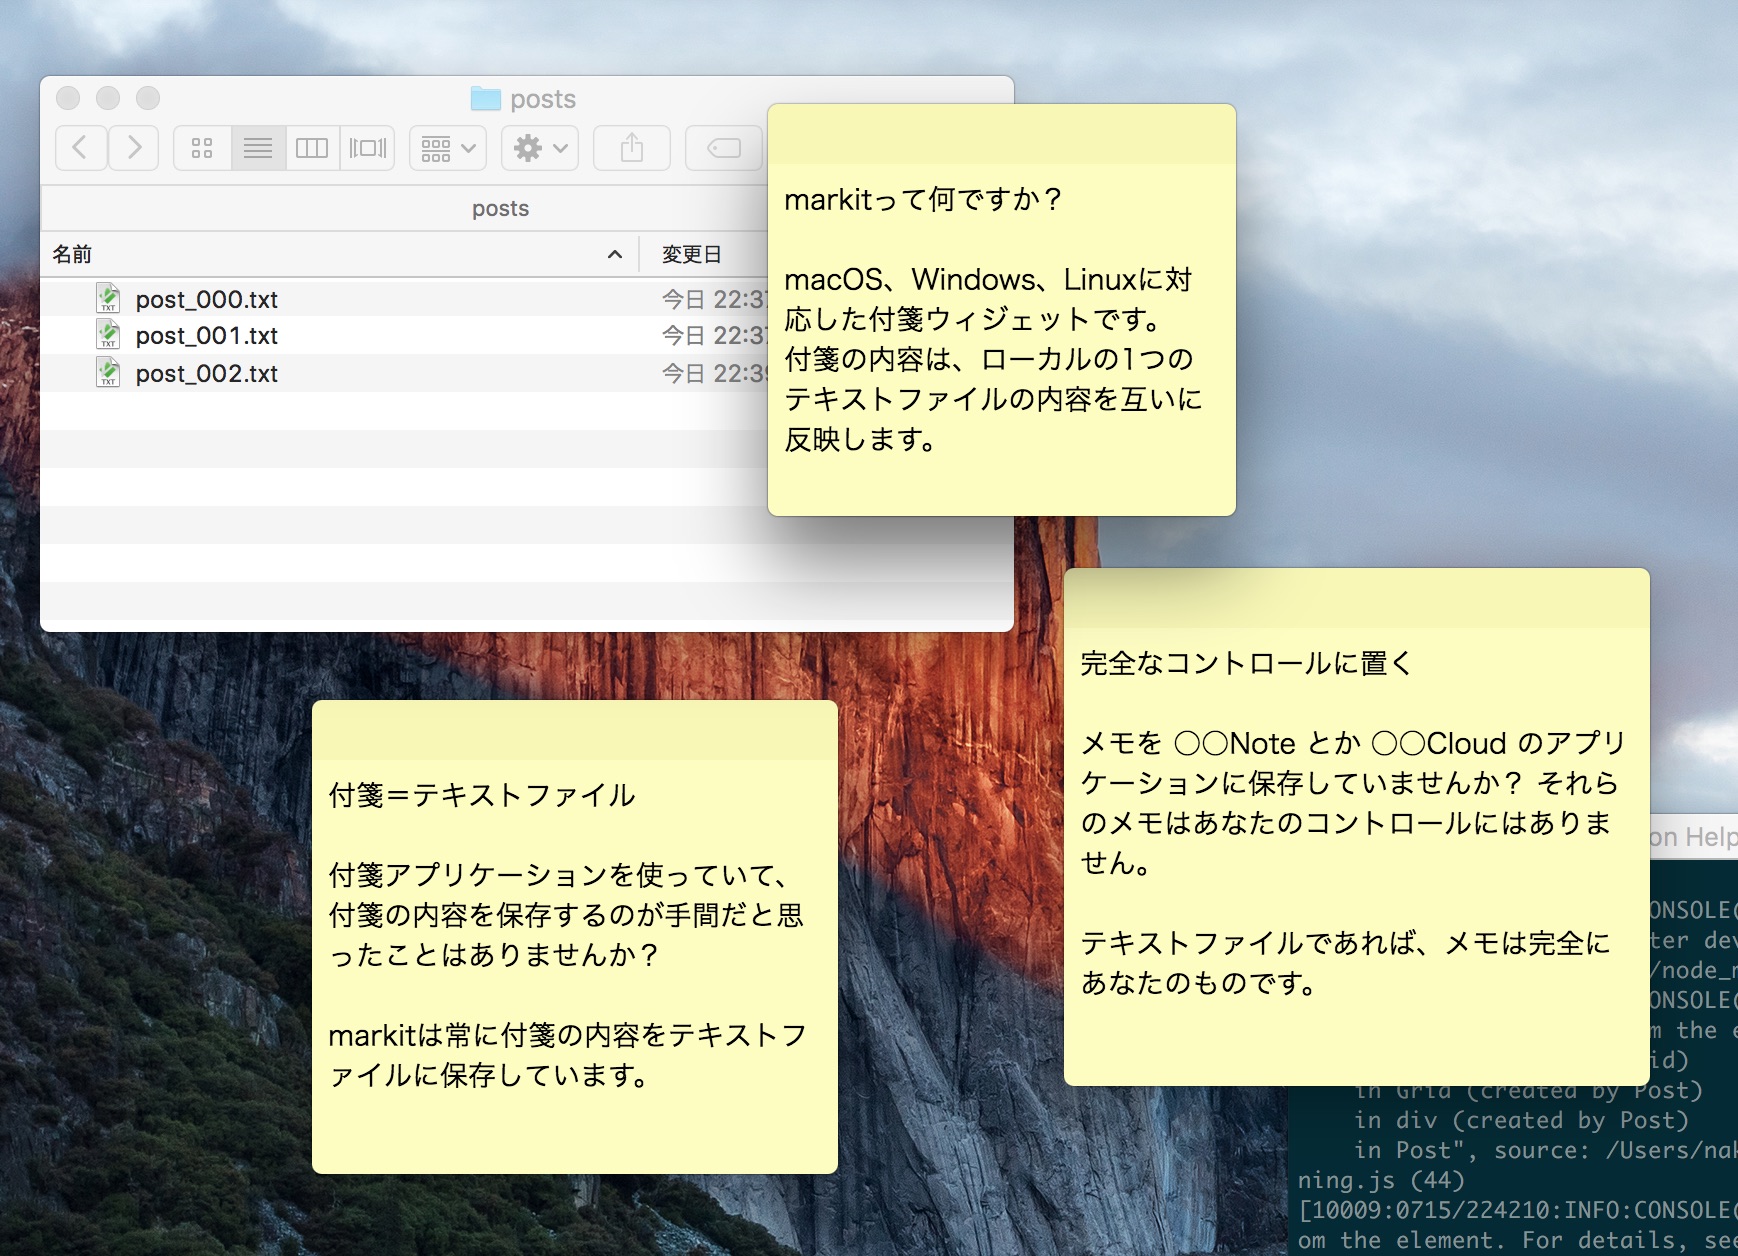 posts
posts
名前
変更日
post_000.txt
今日 22:37
post_001.txt
今日 22:37
post_002.txt
今日 22:39
markitって何ですか？
macOS、Windows、Linuxに対
応した付箋ウィジェットです。
付箋の内容は、ローカルの1つの
テキストファイルの内容を互いに
反映します。
完全なコントロールに置く
メモを 〇〇Note とか 〇〇Cloud のアプリ
ケーションに保存していませんか？ それら
のメモはあなたのコントロールにはありま
せん。
テキストファイルであれば、メモは完全に
あなたのものです。
付箋＝テキストファイル
付箋アプリケーションを使っていて、
付箋の内容を保存するのが手間だと思
ったことはありませんか？
markitは常に付箋の内容をテキストフ
ァイルに保存しています。
on Help
ONSOLE(
ter dev
/node_m
ONSOLE(
m the e
id)
in Grid (created by Post)
in div (created by Post)
in Post", source: /Users/nak
ning.js (44)
[10009:0715/224210:INFO:CONSOLE(
om the element. For details, see